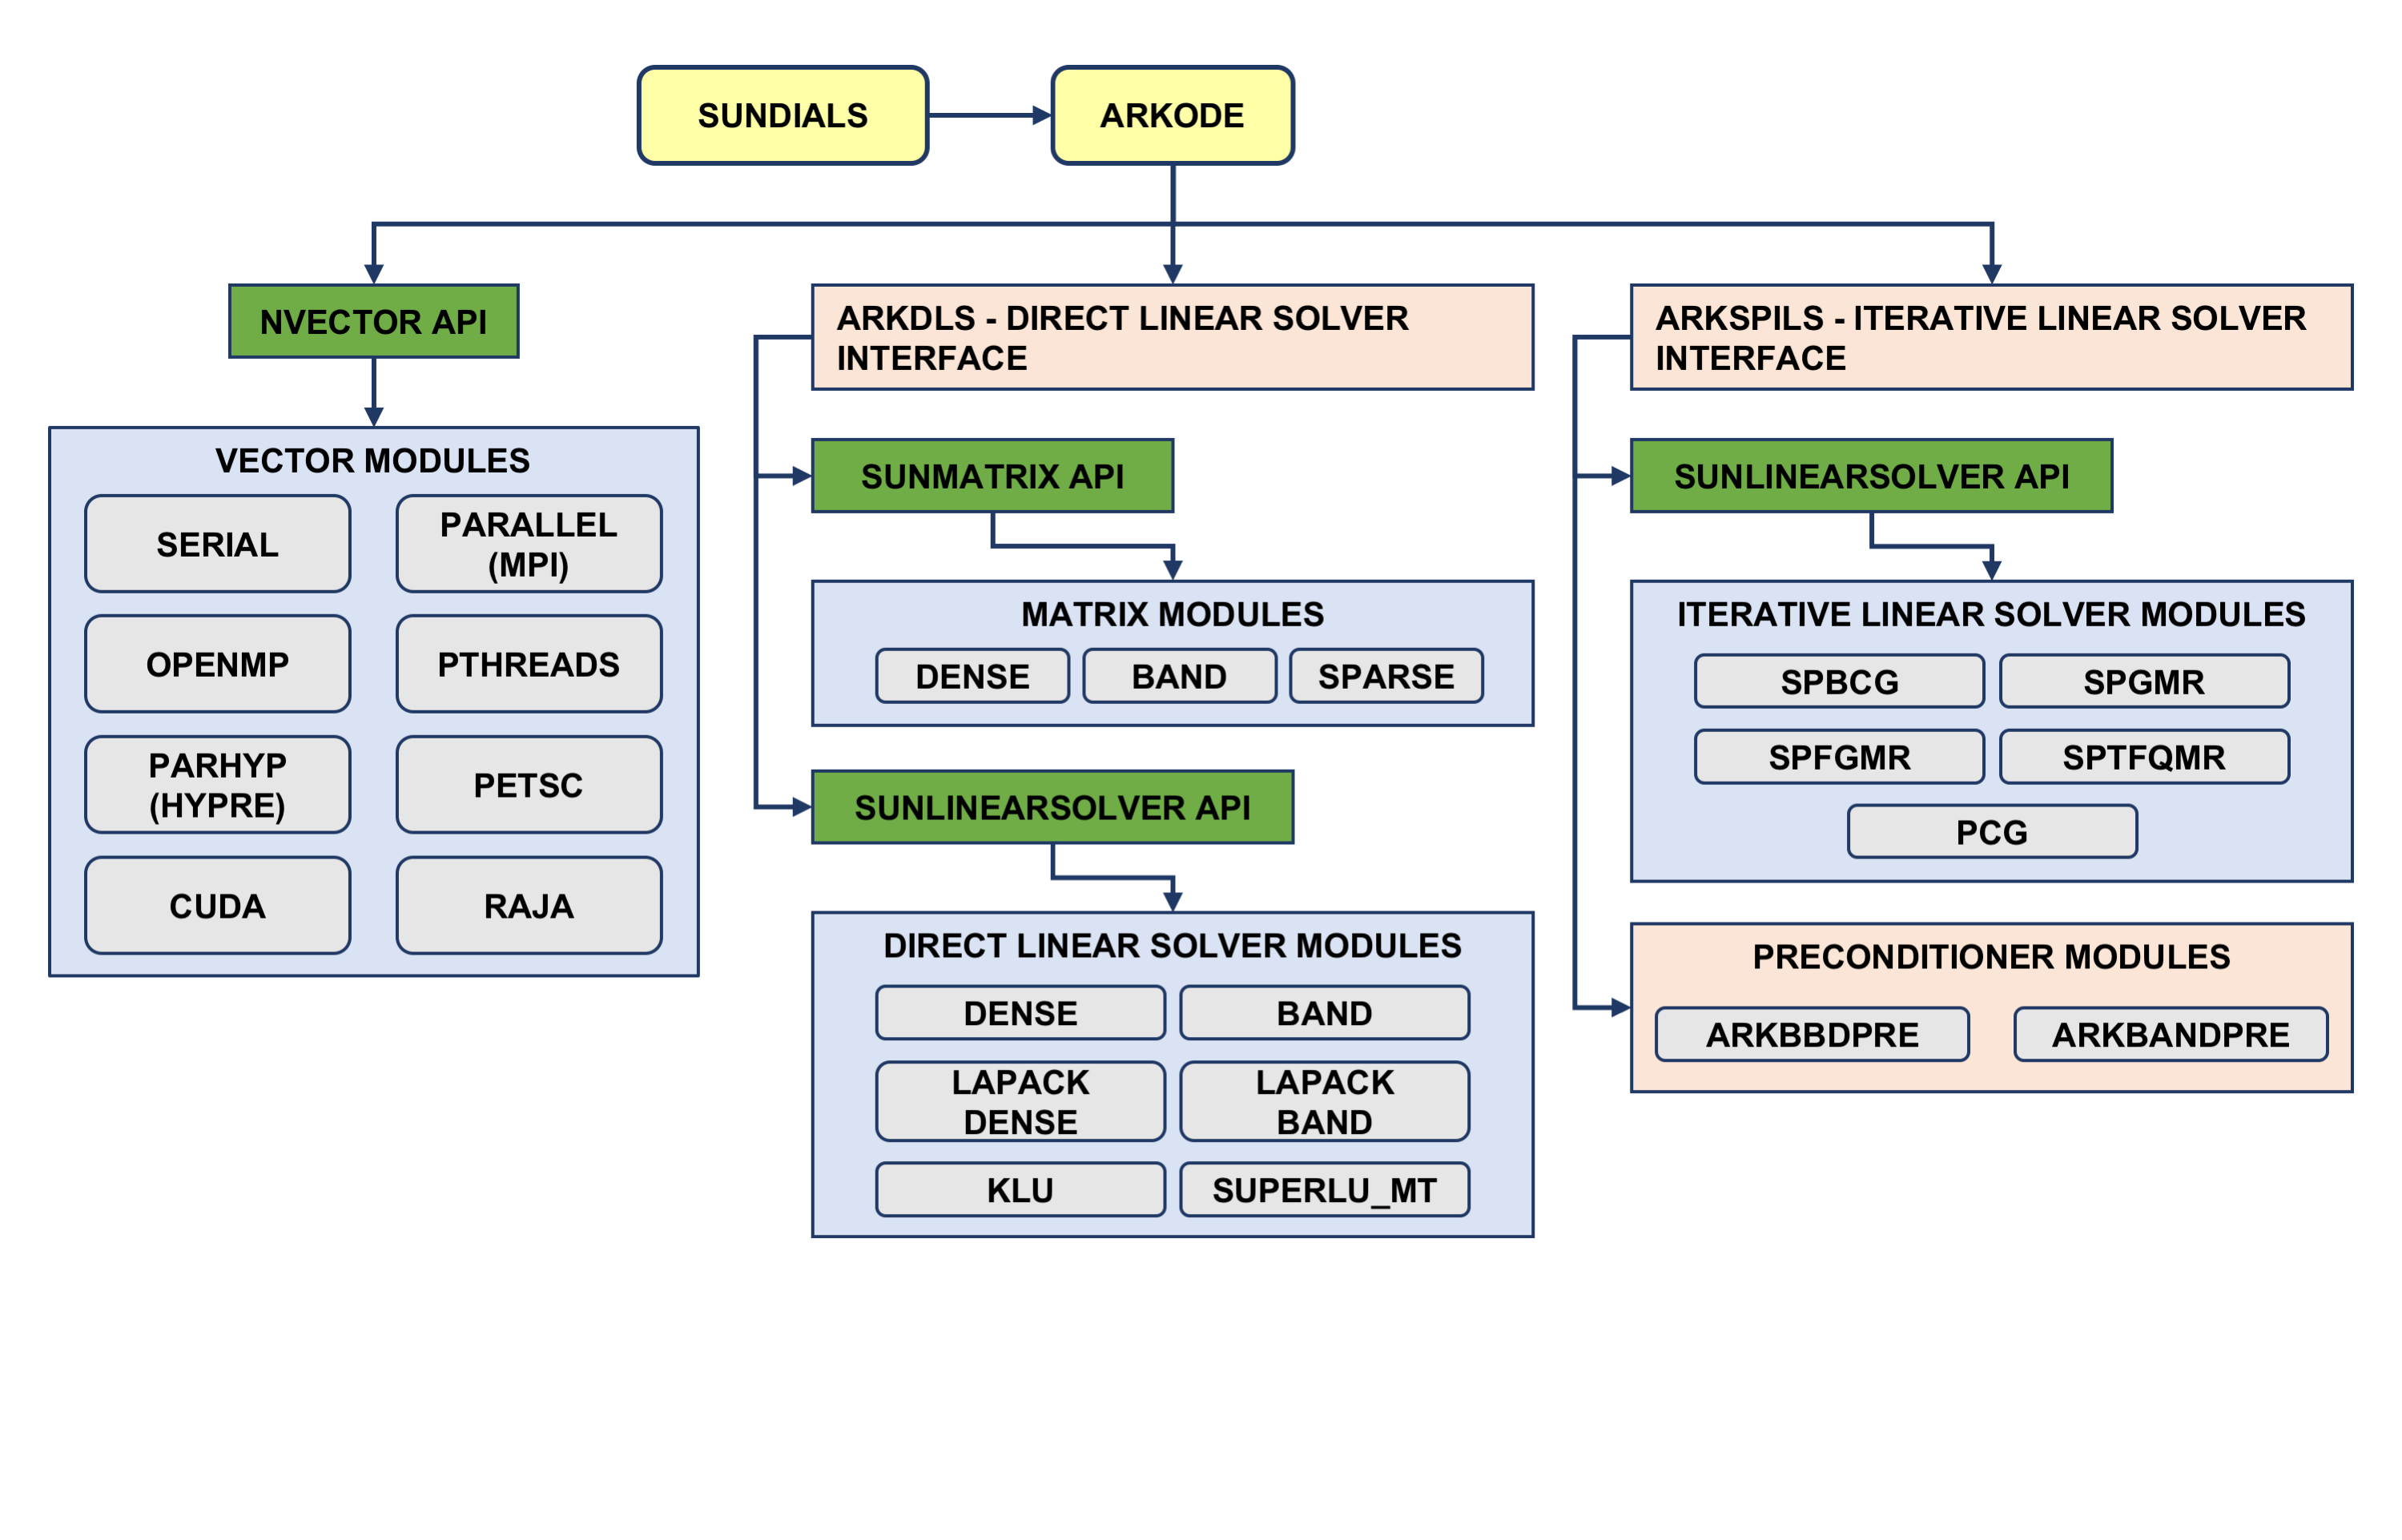 SUNDIALS
ARKODE
NVECTOR API
VECTOR MODULES
SERIAL
PARALLEL
(MPI)
OPENMP
PTHREADS
PARHYP
(HYPRE)
PETSC
CUDA
RAJA
ARKDLS - DIRECT LINEAR SOLVER
INTERFACE
SUNMATRIX API
MATRIX MODULES
DENSE
BAND
SPARSE
SUNLINEARSOLVER API
DIRECT LINEAR SOLVER MODULES
DENSE
BAND
LAPACK
DENSE
LAPACK
BAND
KLU
SUPERLU_MT
ARKSPILS - ITERATIVE LINEAR SOLVER
INTERFACE
SUNLINEARSOLVER API
ITERATIVE LINEAR SOLVER MODULES
SPBCG
SPGMR
SPFGMR
SPTFQMR
PCG
PRECONDITIONER MODULES
ARKBBDPRE
ARKBANDPRE